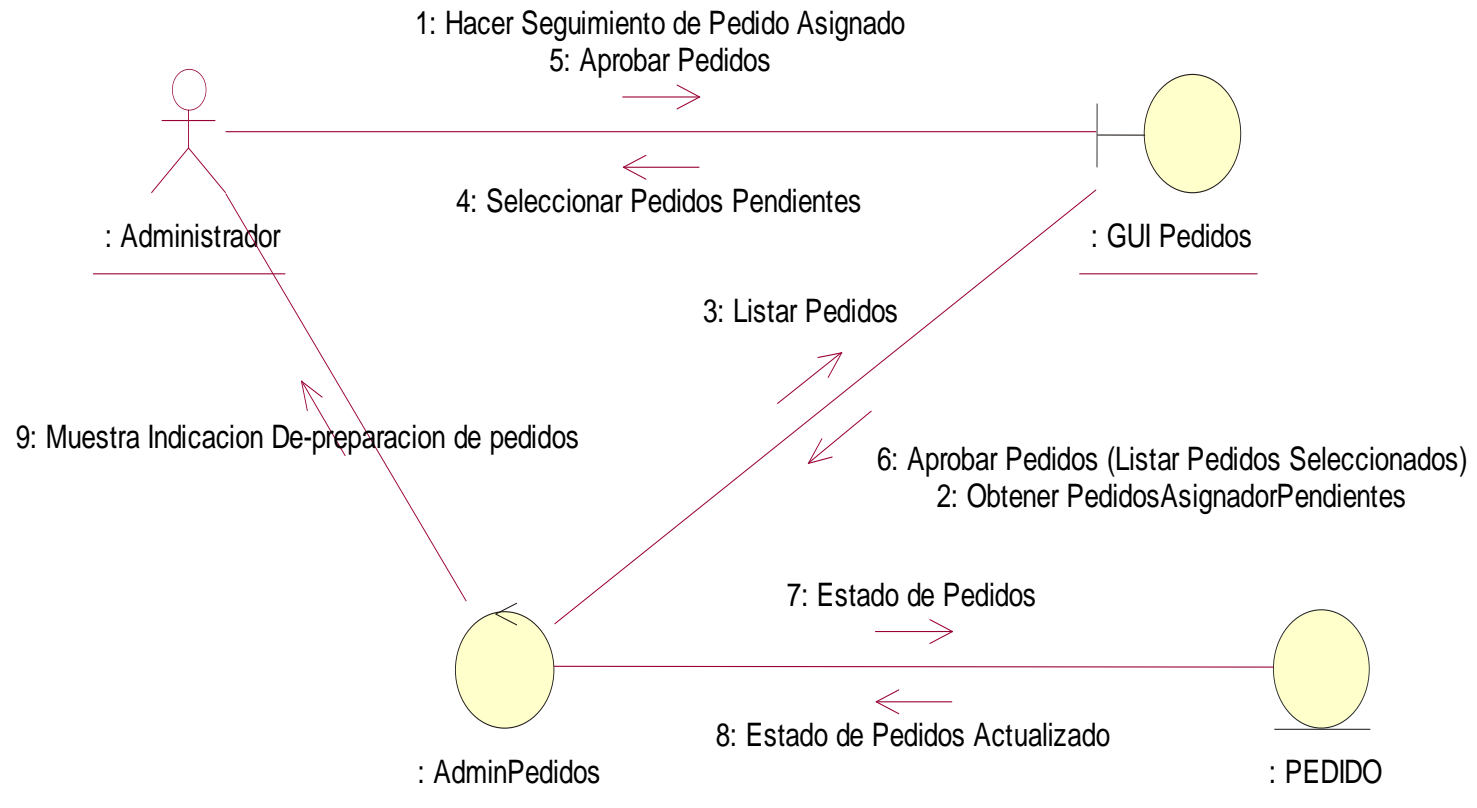 1: Hacer Seguimiento de Pedido Asignado
5: Aprobar Pedidos
4: Seleccionar Pedidos Pendientes
: Administrador
: GUI Pedidos
3: Listar Pedidos
9: Muestra Indicacion De-preparacion de pedidos
6: Aprobar Pedidos (Listar Pedidos Seleccionados)
2: Obtener PedidosAsignadorPendientes
7: Estado de Pedidos
8: Estado de Pedidos Actualizado
: AdminPedidos
: PEDIDO